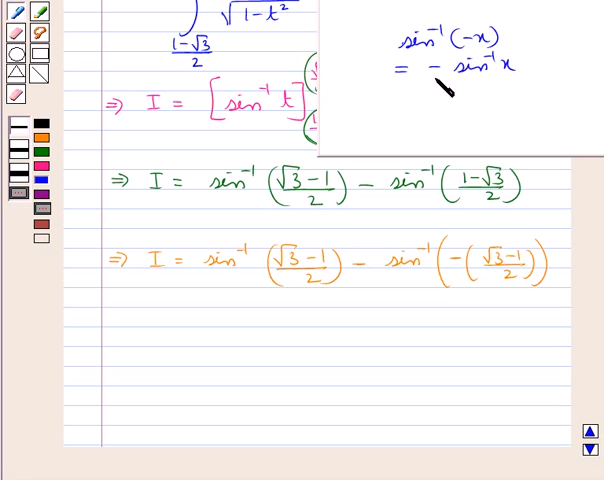 √(1-t²)
(1-√3)/2
sin⁻¹ (-x)
= - sin⁻¹ x
⇒ I = [sin⁻¹ t]
⇒ I = sin⁻¹ ((√3-1)/2) - sin⁻¹ ((1-√3)/2)
⇒ I = sin⁻¹ ((√3-1)/2) - sin⁻¹ (-((√3-1)/2))